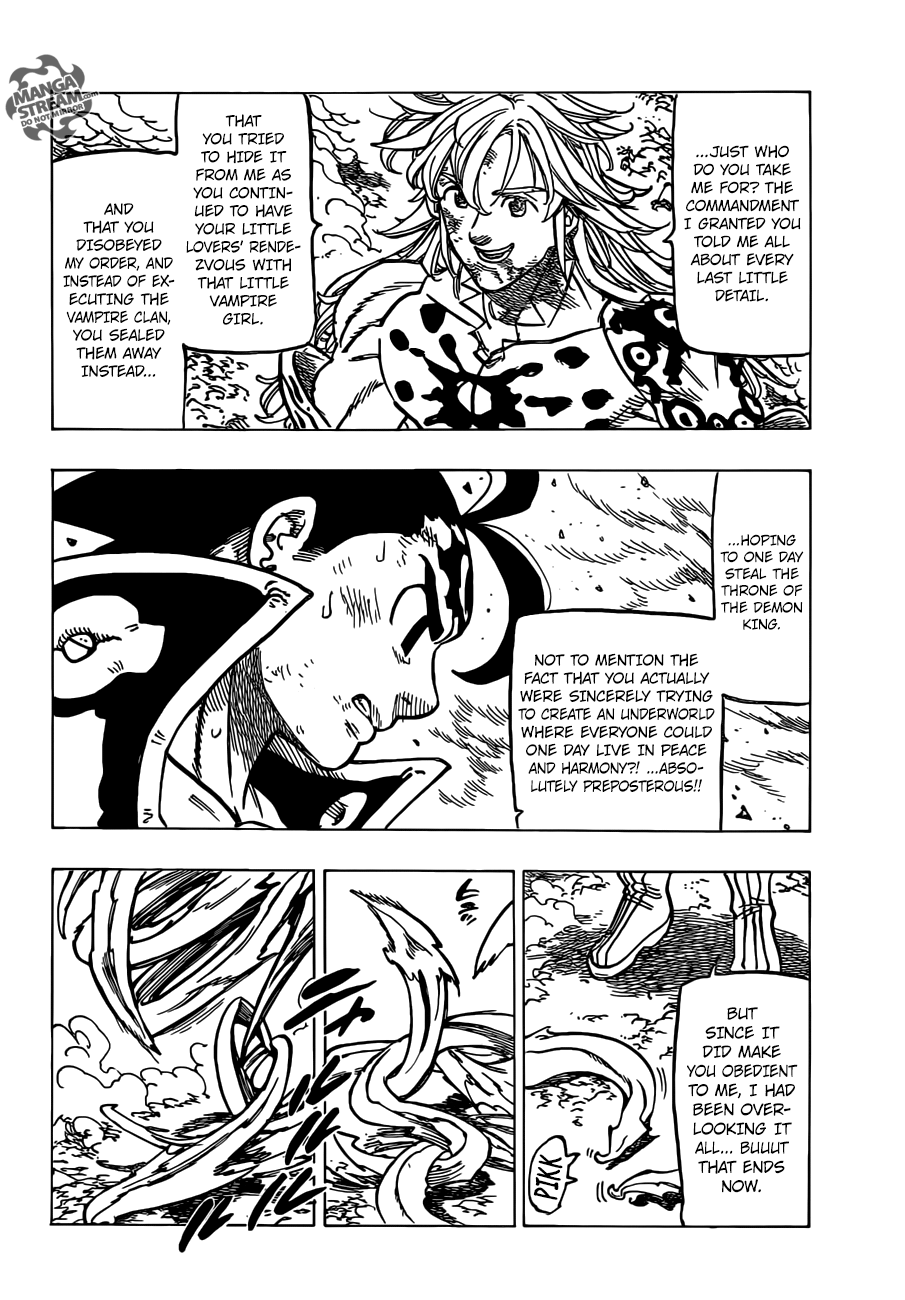 MANGA
STREAM.com
DO NOT MIRROR
...JUST WHO
DO YOU TAKE
ME FOR? THE
COMMANDMENT
I GRANTED YOU
TOLD ME ALL
ABOUT EVERY
LAST LITTLE
DETAIL.
THAT
YOU TRIED
TO HIDE IT
FROM ME AS
YOU CONTIN-
UED TO HAVE
YOUR LITTLE
LOVERS' RENDE-
ZVOUS WITH
THAT LITTLE
VAMPIRE
GIRL.
AND
THAT YOU
DISOBEYED
MY ORDER, AND
INSTEAD OF EX-
ECUTING THE
VAMPIRE CLAN,
YOU SEALED
THEM AWAY
INSTEAD...
...HOPING
TO ONE DAY
STEAL THE
THRONE OF
THE DEMON
KING.
NOT TO MENTION THE
FACT THAT YOU ACTUALLY
WERE SINCERELY TRYING
TO CREATE AN UNDERWORLD
WHERE EVERYONE COULD
ONE DAY LIVE IN PEACE
AND HARMONY?! ...ABSO-
LUTELY PREPOSTEROUS!!
BUT
SINCE IT
DID MAKE
YOU OBEDIENT
TO ME, I HAD
BEEN OVER-
LOOKING IT
ALL... BUUUT
THAT ENDS
NOW.
PIKK
ニュルルルル